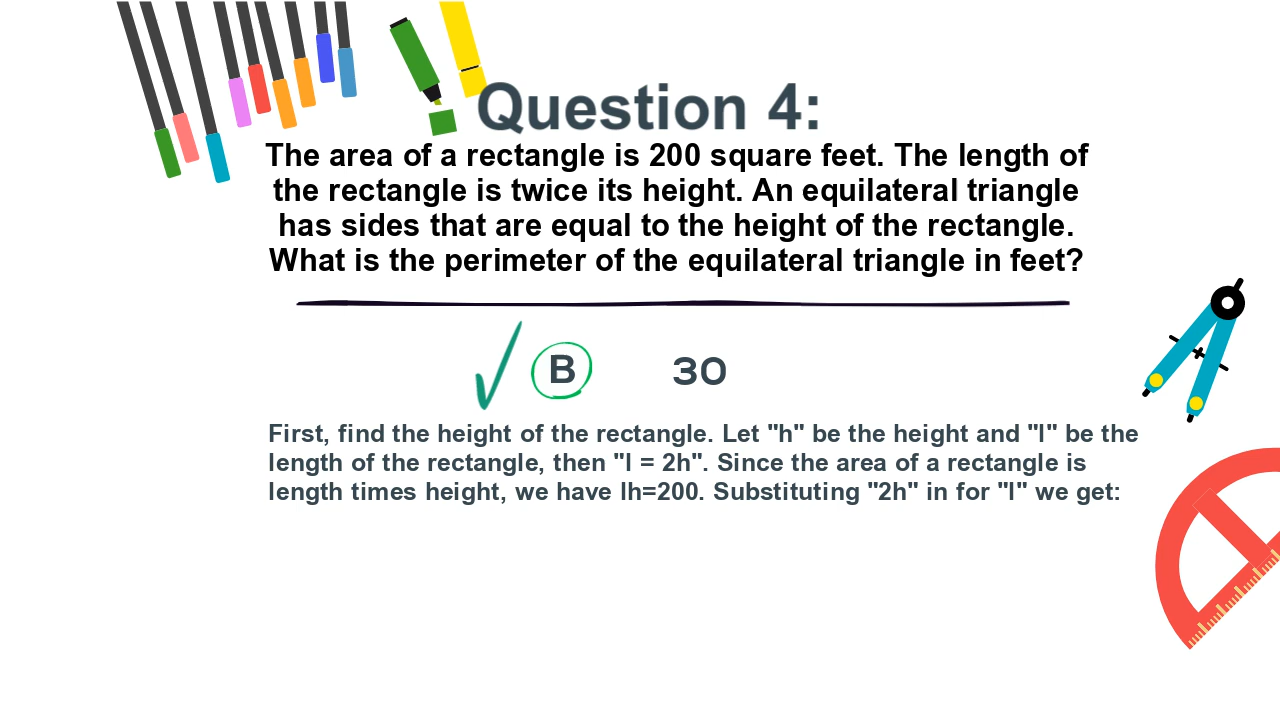 Question 4:
The area of a rectangle is 200 square feet. The length of
the rectangle is twice its height. An equilateral triangle
has sides that are equal to the height of the rectangle.
What is the perimeter of the equilateral triangle in feet?
B 30
First, find the height of the rectangle. Let "h" be the height and "l" be the
length of the rectangle, then "l = 2h". Since the area of a rectangle is
length times height, we have lh=200. Substituting "2h" in for "l" we get: